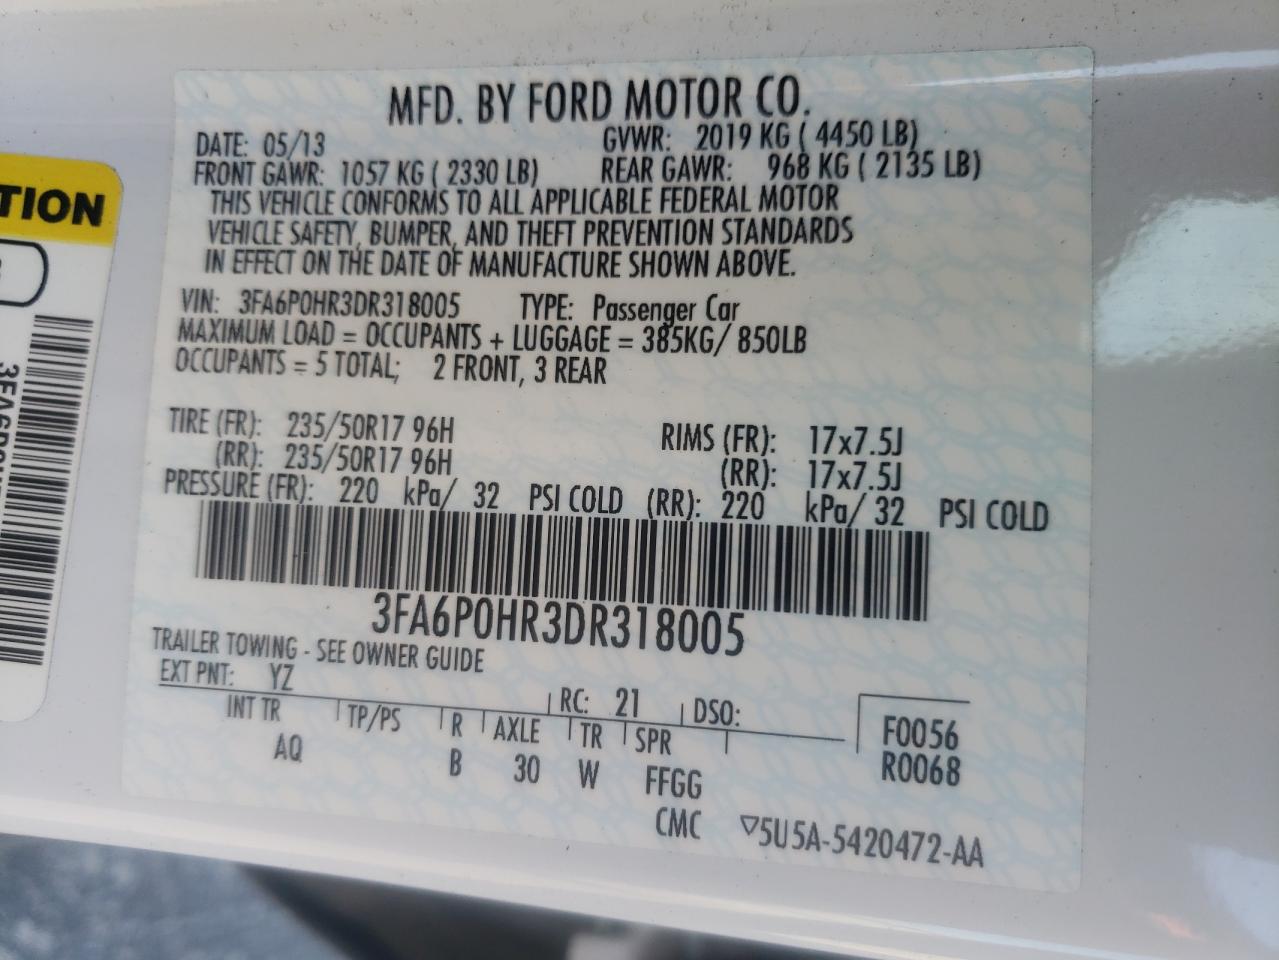 MFD. BY FORD MOTOR CO.
DATE: 05/13 GVWR: 2019 KG ( 4450 LB)
FRONT GAWR: 1057 KG ( 2330 LB) REAR GAWR: 968 KG ( 2135 LB)
THIS VEHICLE CONFORMS TO ALL APPLICABLE FEDERAL MOTOR
VEHICLE SAFETY, BUMPER, AND THEFT PREVENTION STANDARDS
IN EFFECT ON THE DATE OF MANUFACTURE SHOWN ABOVE.
VIN: 3FA6P0HR3DR318005 TYPE: Passenger Car
MAXIMUM LOAD = OCCUPANTS + LUGGAGE = 385KG/ 850LB
OCCUPANTS = 5 TOTAL; 2 FRONT, 3 REAR
TIRE (FR): 235/50R17 96H RIMS (FR): 17x7.5J
(RR): 235/50R17 96H (RR): 17x7.5J
PRESSURE (FR): 220 kPa/ 32 PSI COLD (RR): 220 kPa/ 32 PSI COLD
3FA6P0HR3DR318005
TRAILER TOWING - SEE OWNER GUIDE
EXT PNT: YZ RC: 21 DSO:
INT TR TP/PS R AXLE TR SPR
AQ B 30 W FFGG
F0056
R0068
CMC ▽5U5A-5420472-AA
TION